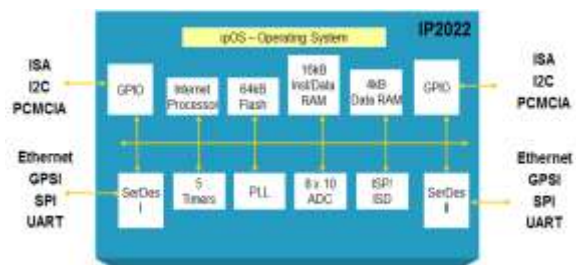 ipOS – Operating System
IP2022
ISA
I2C
PCMCIA
GPIO
Internet
Processor
64kB
Flash
16kB
Inst/Data
RAM
4kB
Data RAM
GPIO
ISA
I2C
PCMCIA
Ethernet
GPSI
SPI
UART
SerDes
I
5
Timers
PLL
8 x 10
ADC
ISP/
ISD
SerDes
II
Ethernet
GPSI
SPI
UART